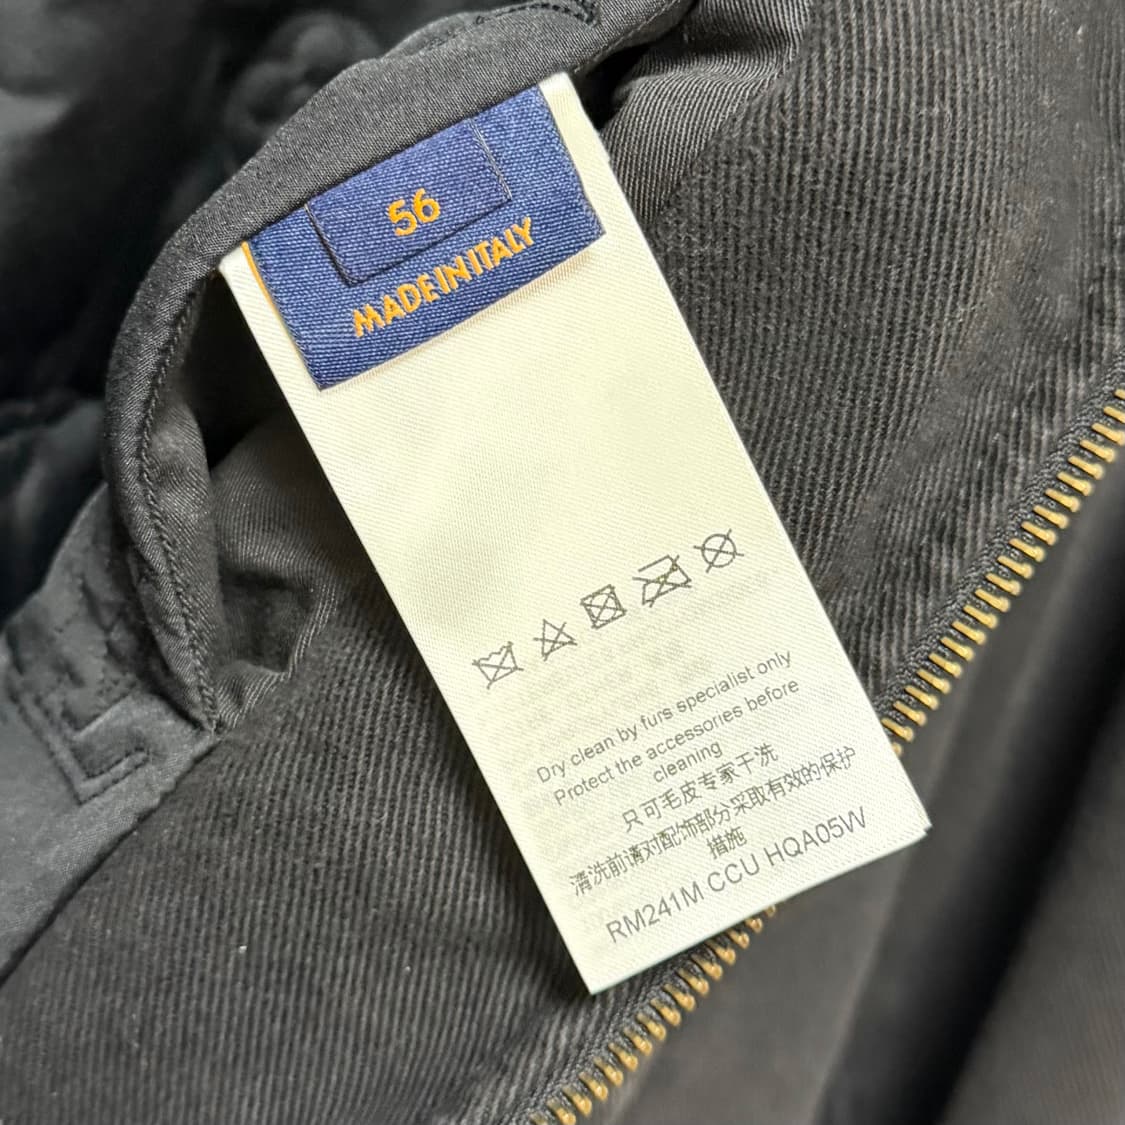 56
MADE IN ITALY
Dry clean by furs specialist only
Protect the accessories before
cleaning
只可毛皮专家干洗
清洗前请对配饰部分采取有效的保护
措施
RM241M CCU HQA05W